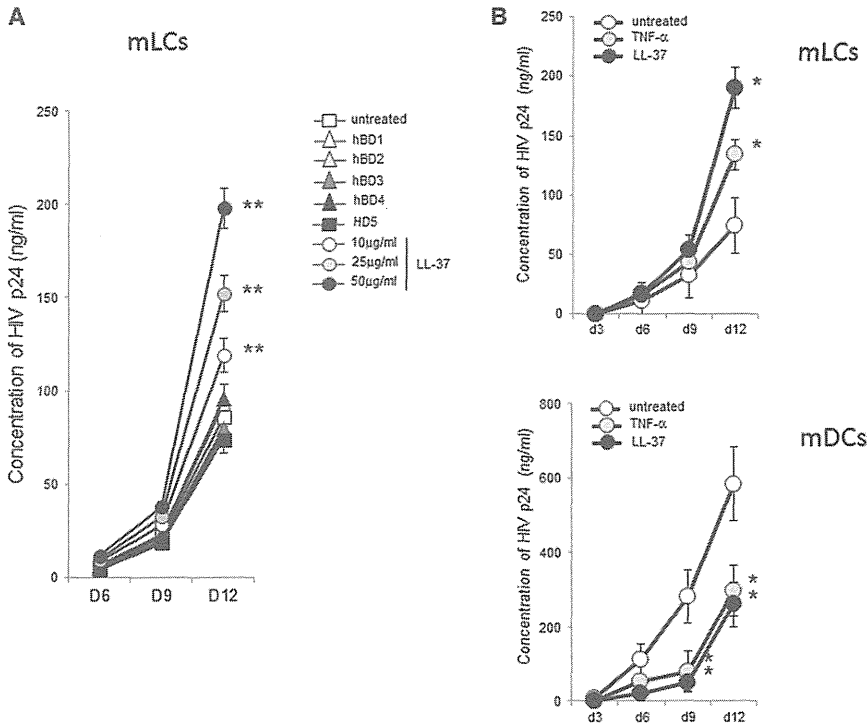 A
mLCs
Concentration of HIV p24 (ng/ml)
250
200
150
100
50
0
D6
D9
D12
**
**
**
untreated
hBD1
hBD2
hBD3
hBD4
HD5
10μg/ml
25μg/ml
50μg/ml
LL-37
B
mLCs
Concentration of HIV p24 (ng/ml)
250
200
150
100
50
0
d3
d6
d9
d12
untreated
TNF-α
LL-37
*
*
mDCs
Concentration of HIV p24 (ng/ml)
800
600
400
200
0
d3
d6
d9
d12
untreated
TNF-α
LL-37
*
*
*
*